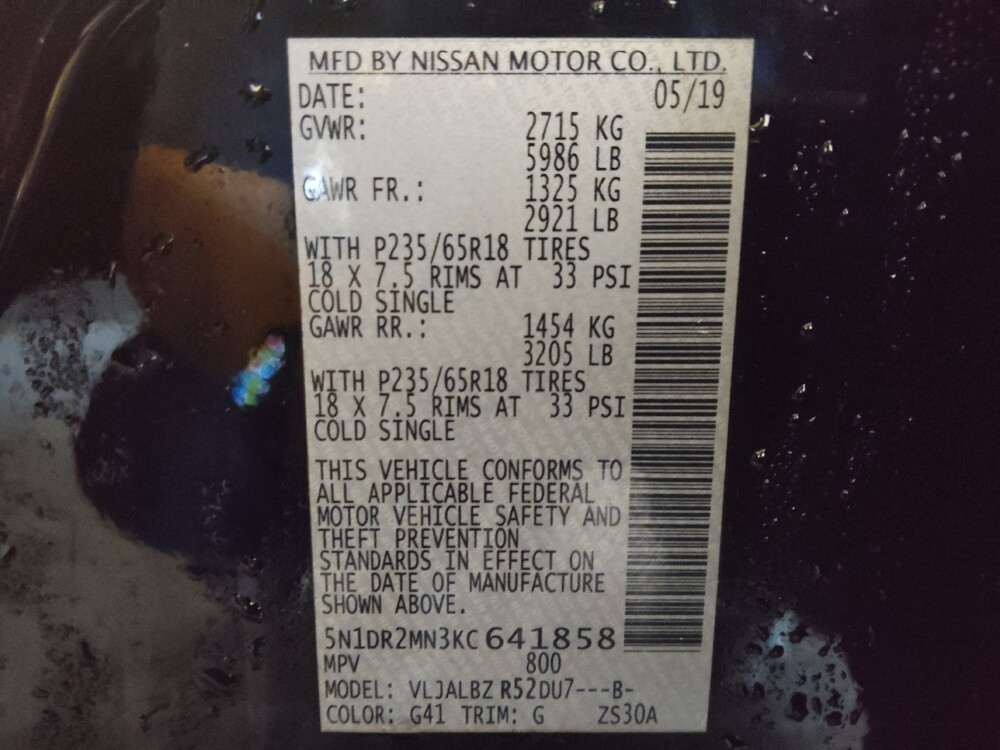 MFD BY NISSAN MOTOR CO., LTD.
DATE: 05/19
GVWR: 2715 KG
5986 LB
GAWR FR.: 1325 KG
2921 LB
WITH P235/65R18 TIRES
18 X 7.5 RIMS AT 33 PSI
COLD SINGLE
GAWR RR.: 1454 KG
3205 LB
WITH P235/65R18 TIRES
18 X 7.5 RIMS AT 33 PSI
COLD SINGLE
THIS VEHICLE CONFORMS TO
ALL APPLICABLE FEDERAL
MOTOR VEHICLE SAFETY AND
THEFT PREVENTION
STANDARDS IN EFFECT ON
THE DATE OF MANUFACTURE
SHOWN ABOVE.
5N1DR2MN3KC641858
MPV 800
MODEL: VLJALBZ R52DU7---B-
COLOR: G41 TRIM: G ZS30A